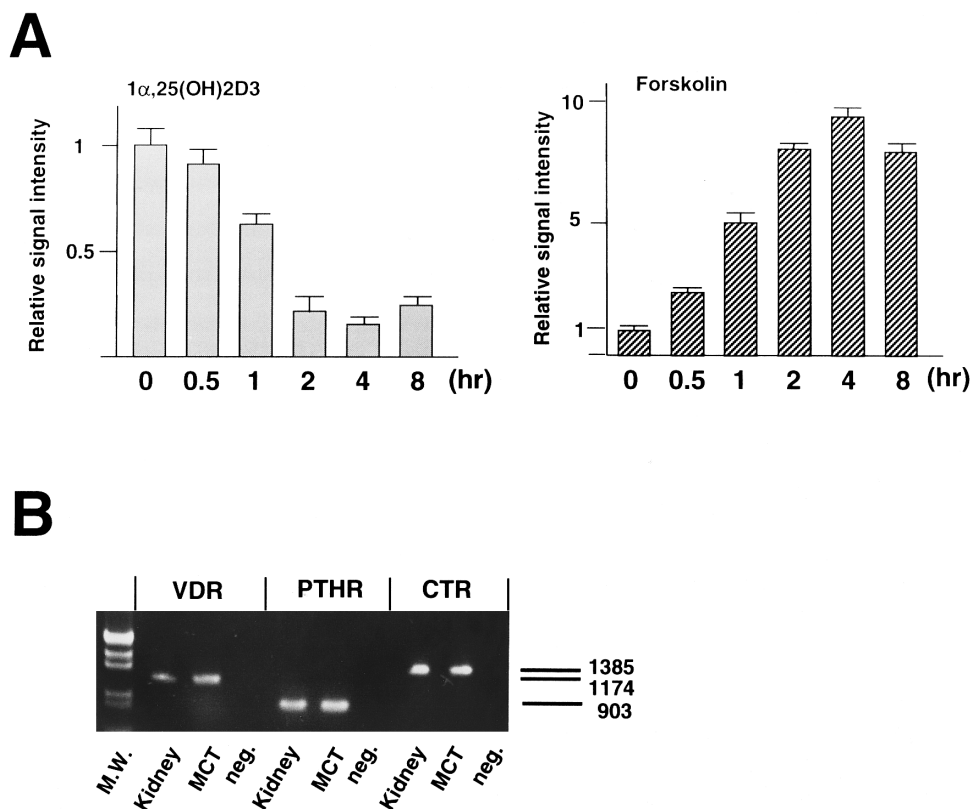 A
1α,25(OH)2D3
Relative signal intensity
1
0.5
0 0.5 1 2 4 8 (hr)
Forskolin
Relative signal intensity
10
5
1
0 0.5 1 2 4 8 (hr)
B
VDR PTHR CTR
1385
1174
903
M.W. Kidney MCT neg. Kidney MCT neg. Kidney MCT neg.